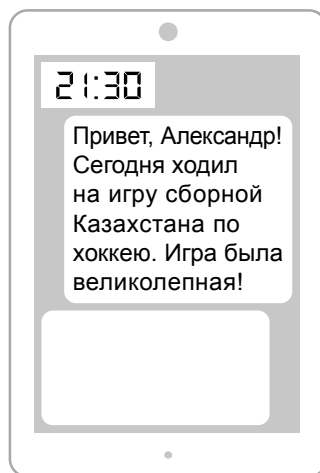 21:30
Привет, Александр!
Сегодня ходил
на игру сборной
Казахстана по
хоккею. Игра была
великолепная!